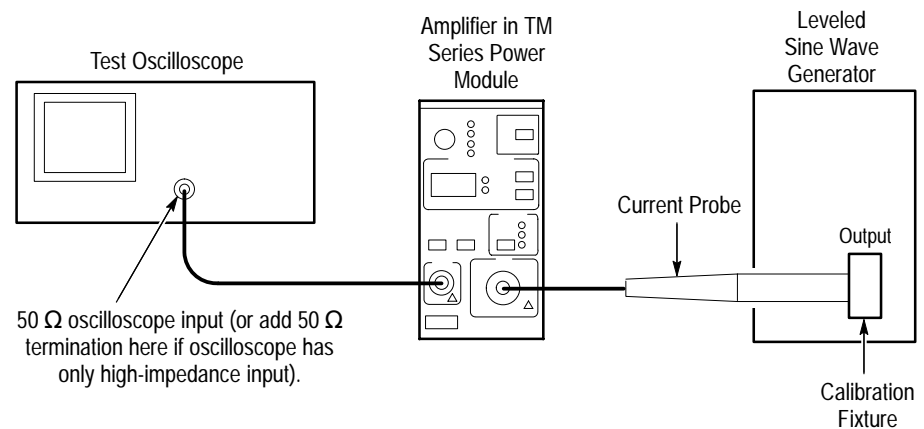 Test Oscilloscope
Amplifier in TM
Series Power
Module
Leveled
Sine Wave
Generator
Current Probe
Output
50 Ω oscilloscope input (or add 50 Ω
termination here if oscilloscope has
only high-impedance input).
Calibration
Fixture